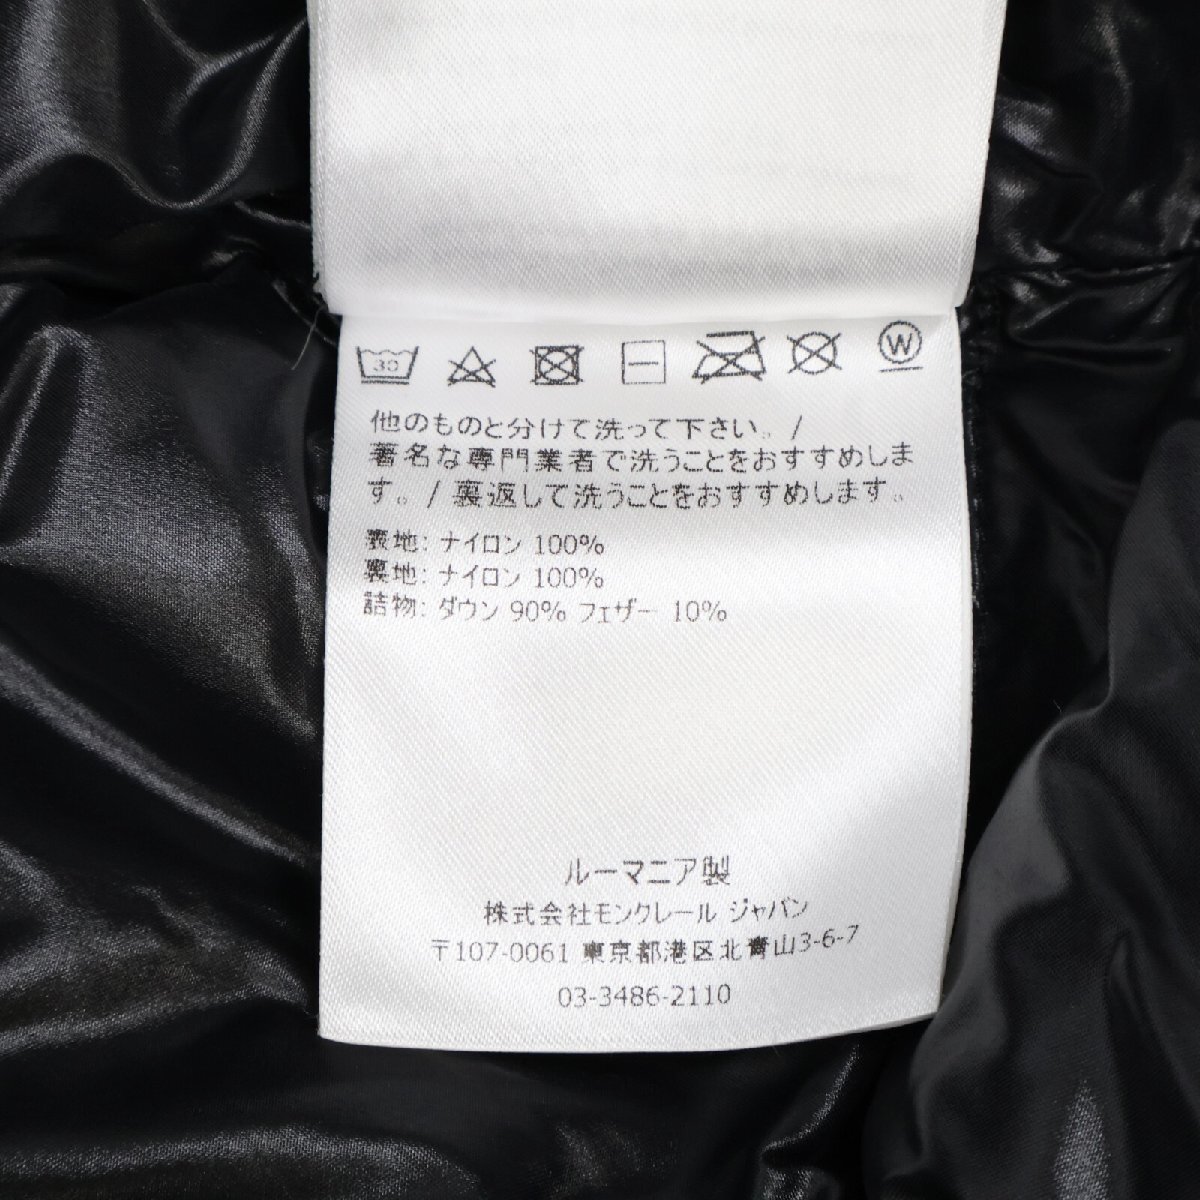 30
W
他のものと分けて洗って下さい。/
著名な専門業者で洗うことをおすすめしま
す。/ 裏返して洗うことをおすすめします。
表地: ナイロン 100%
裏地: ナイロン 100%
詰物: ダウン 90% フェザー 10%
ルーマニア製
株式会社モンクレール ジャパン
〒107-0061 東京都港区北青山3-6-7
03-3486-2110